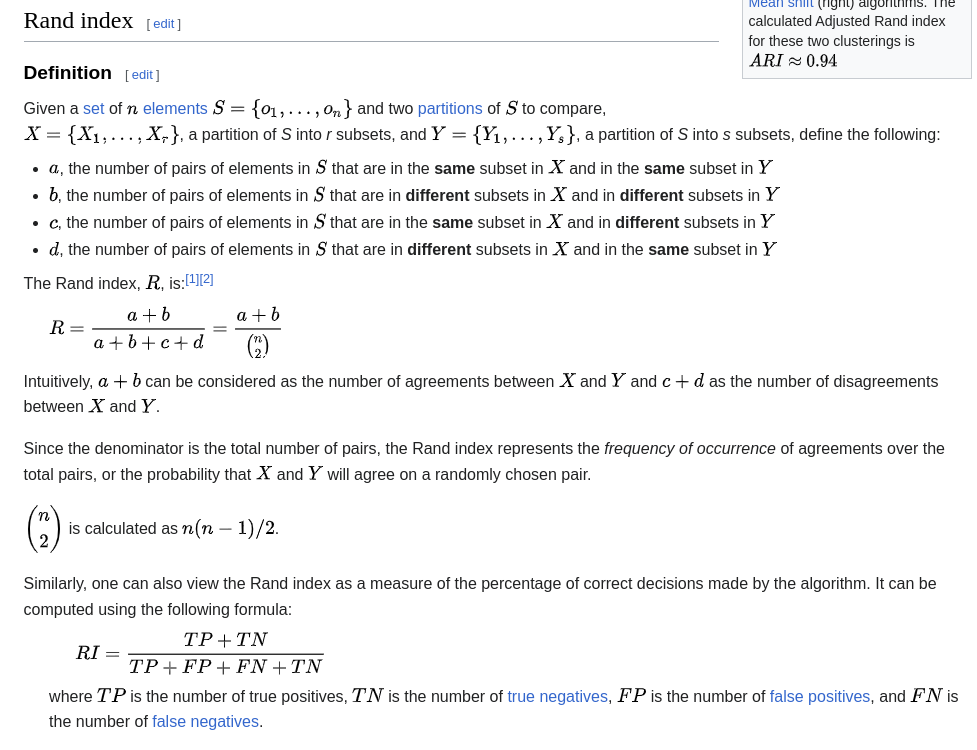 Rand index [ edit ]
Mean shift (right) algorithms. The
calculated Adjusted Rand index
for these two clusterings is
ARI ≈ 0.94
Definition [ edit ]
Given a set of n elements S = {o₁, . . . , oₙ} and two partitions of S to compare,
X = {X₁, . . . , Xᵣ}, a partition of S into r subsets, and Y = {Y₁, . . . , Yₛ}, a partition of S into s subsets, define the following:
• a, the number of pairs of elements in S that are in the same subset in X and in the same subset in Y
• b, the number of pairs of elements in S that are in different subsets in X and in different subsets in Y
• c, the number of pairs of elements in S that are in the same subset in X and in different subsets in Y
• d, the number of pairs of elements in S that are in different subsets in X and in the same subset in Y
The Rand index, R, is:[1][2]
R = \frac{a + b}{a + b + c + d} = \frac{a + b}{\binom{n}{2}}
Intuitively, a + b can be considered as the number of agreements between X and Y and c + d as the number of disagreements
between X and Y.
Since the denominator is the total number of pairs, the Rand index represents the frequency of occurrence of agreements over the
total pairs, or the probability that X and Y will agree on a randomly chosen pair.
\binom{n}{2} is calculated as n(n − 1)/2.
Similarly, one can also view the Rand index as a measure of the percentage of correct decisions made by the algorithm. It can be
computed using the following formula:
RI = \frac{TP + TN}{TP + FP + FN + TN}
where TP is the number of true positives, TN is the number of true negatives, FP is the number of false positives, and FN is
the number of false negatives.